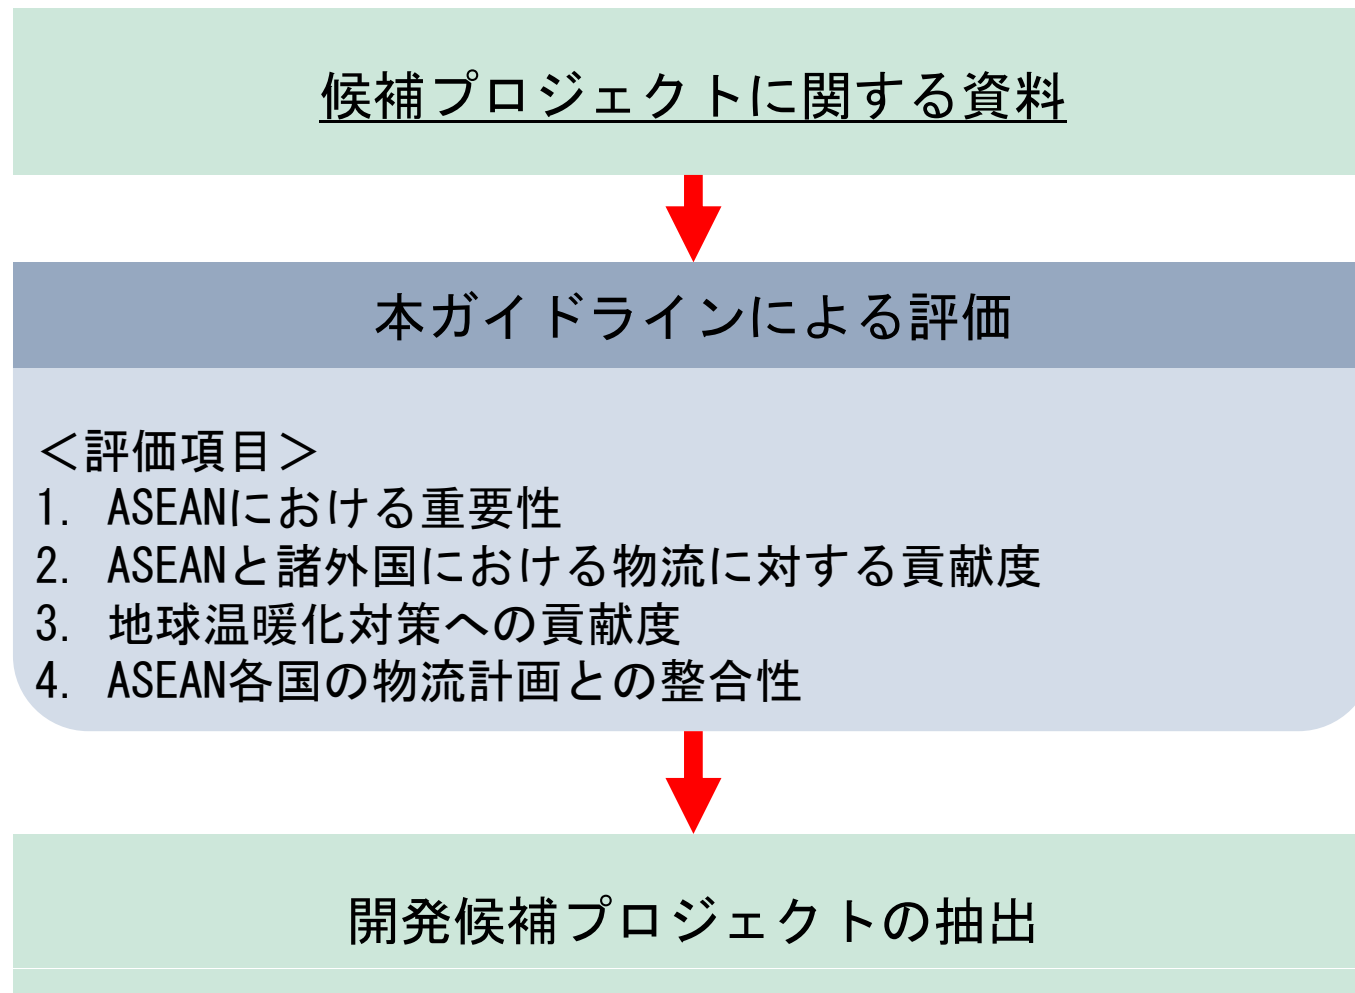 候補プロジェクトに関する資料
本ガイドラインによる評価
＜評価項目＞
1. ASEANにおける重要性
2. ASEANと諸外国における物流に対する貢献度
3. 地球温暖化対策への貢献度
4. ASEAN各国の物流計画との整合性
開発候補プロジェクトの抽出